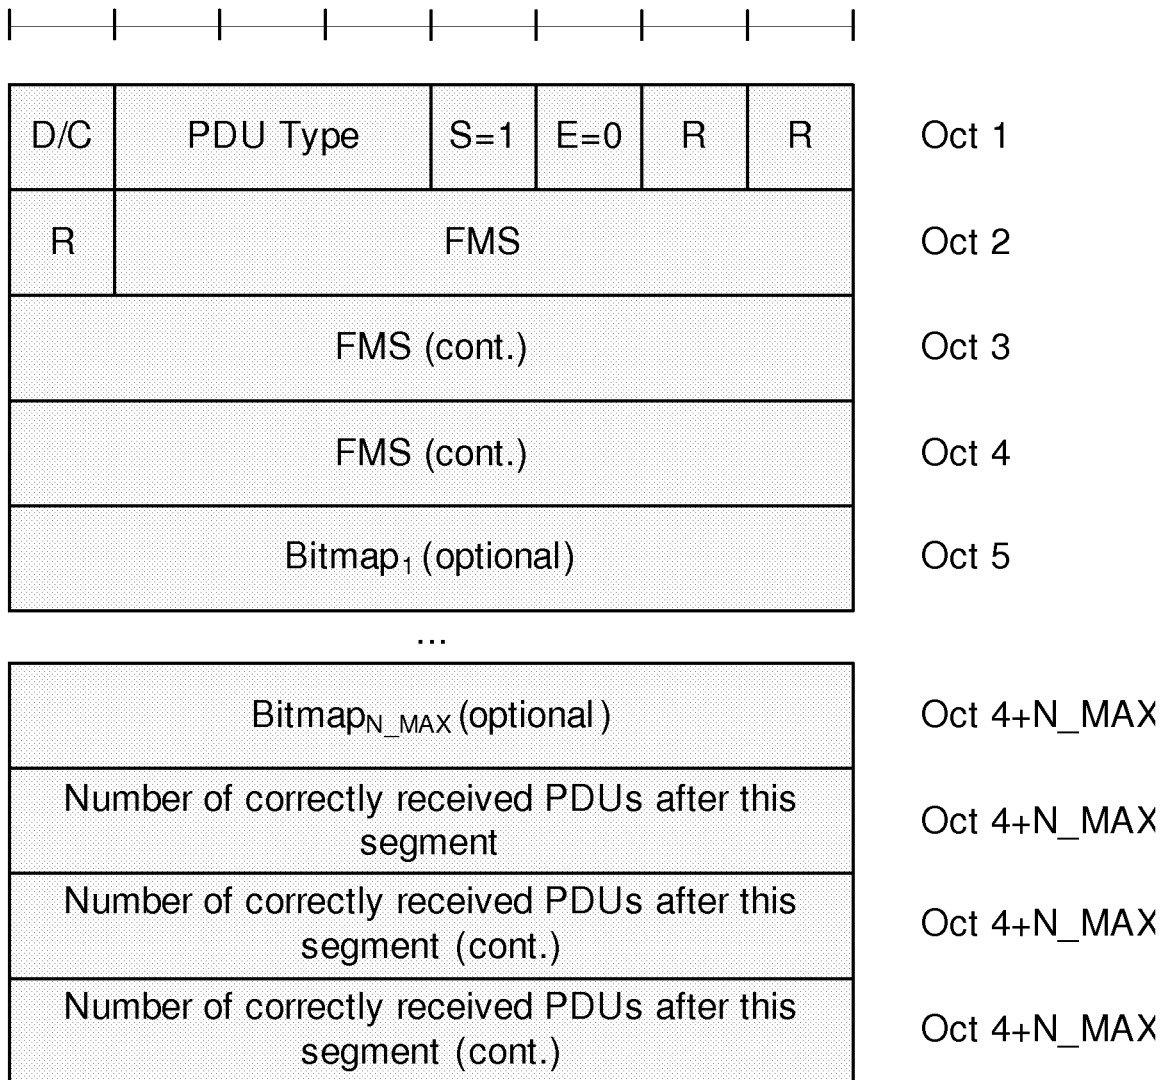 D/C PDU Type S=1 E=0 R R Oct 1
R FMS Oct 2
FMS (cont.) Oct 3
FMS (cont.) Oct 4
Bitmap₁ (optional) Oct 5
...
Bitmap_N_MAX (optional) Oct 4+N_MAX
Number of correctly received PDUs after this
segment Oct 4+N_MAX
Number of correctly received PDUs after this
segment (cont.) Oct 4+N_MAX
Number of correctly received PDUs after this
segment (cont.) Oct 4+N_MAX